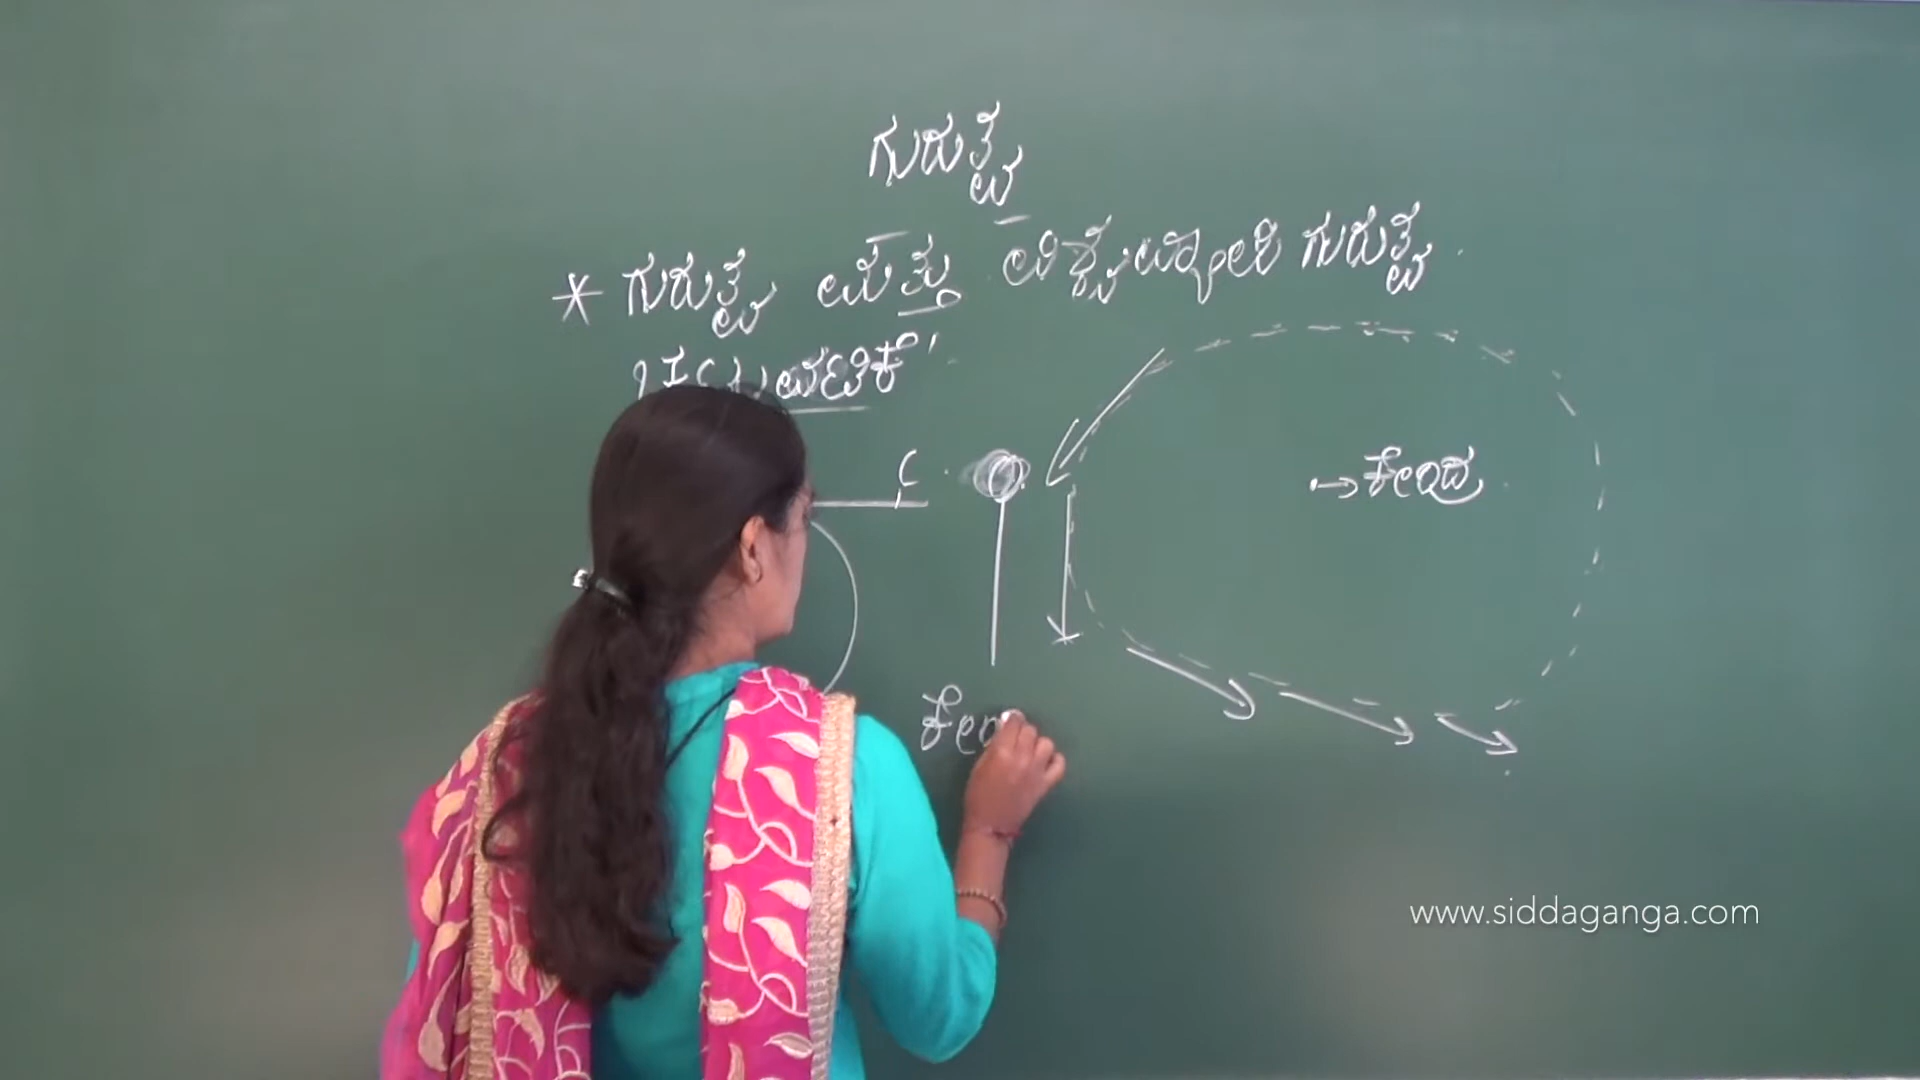 ಗುರುತ್ವ
* ಗುರುತ್ವ ಮತ್ತು ವಿಶ್ವವ್ಯಾಪಿ ಗುರುತ್ವ
C
→ ಕೇಂದ್ರ
ಕೇಂದ
www.siddaganga.com